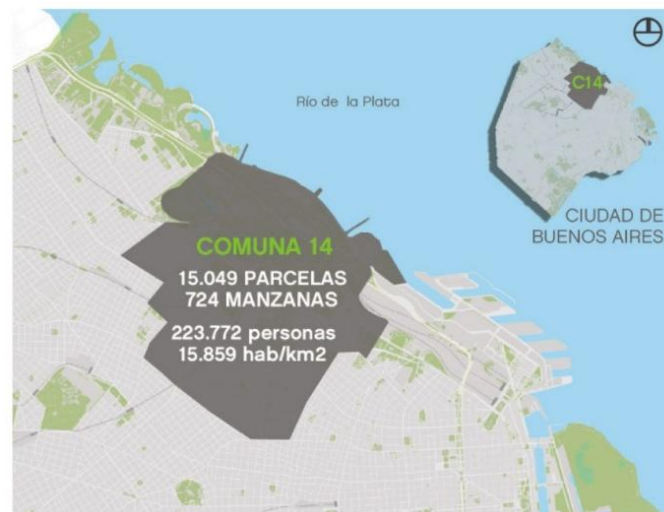 Río de la Plata
C14
CIUDAD DE
BUENOS AIRES
COMUNA 14
15.049 PARCELAS
724 MANZANAS
223.772 personas
15.859 hab/km2